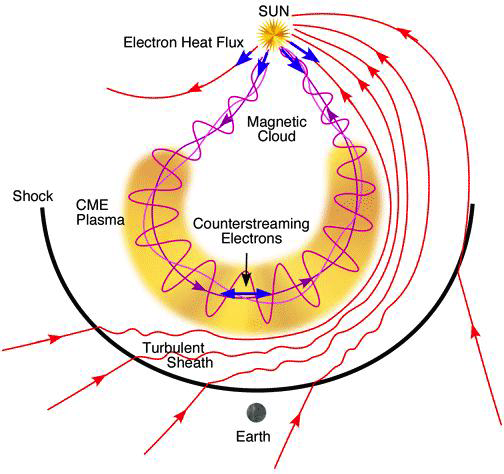 SUN
Electron Heat Flux
Magnetic
Cloud
Shock
CME
Plasma
Counterstreaming
Electrons
Turbulent
Sheath
Earth